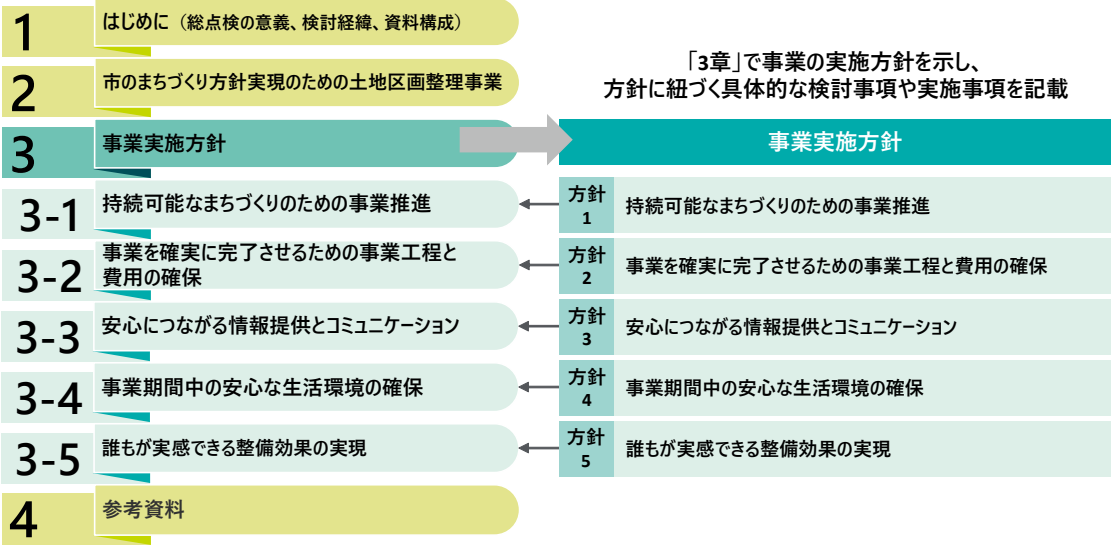 1
はじめに（総点検の意義、検討経緯、資料構成）
2
市のまちづくり方針実現のための土地区画整理事業
3
事業実施方針
3-1
持続可能なまちづくりのための事業推進
3-2
事業を確実に完了させるための事業工程と
費用の確保
3-3
安心につながる情報提供とコミュニケーション
3-4
事業期間中の安心な生活環境の確保
3-5
誰もが実感できる整備効果の実現
4
参考資料
「3章」で事業の実施方針を示し、
方針に紐づく具体的な検討事項や実施事項を記載
事業実施方針
方針
1
持続可能なまちづくりのための事業推進
方針
2
事業を確実に完了させるための事業工程と費用の確保
方針
3
安心につながる情報提供とコミュニケーション
方針
4
事業期間中の安心な生活環境の確保
方針
5
誰もが実感できる整備効果の実現